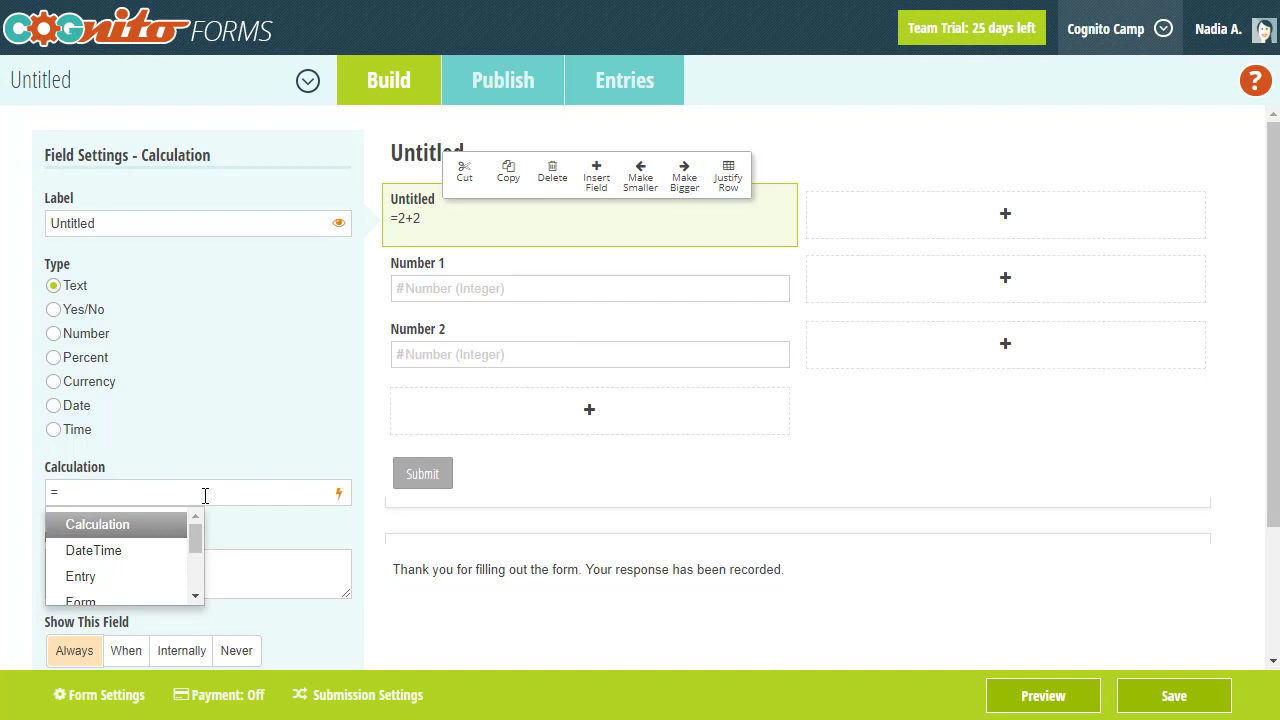 COGNITO FORMS
Team Trial: 25 days left
Cognito Camp
Nadia A.
Untitled
Build
Publish
Entries
?
Field Settings - Calculation
Label
Untitled
Type
Text
Yes/No
Number
Percent
Currency
Date
Time
Calculation
=
Calculation
DateTime
Entry
Form
Show This Field
Always
When
Internally
Never
Untitled
Cut
Copy
Delete
Insert
Field
Make
Smaller
Make
Bigger
Justify
Row
Untitled
=2+2
Number 1
#Number (Integer)
Number 2
#Number (Integer)
Submit
Thank you for filling out the form. Your response has been recorded.
Form Settings
Payment: Off
Submission Settings
Preview
Save